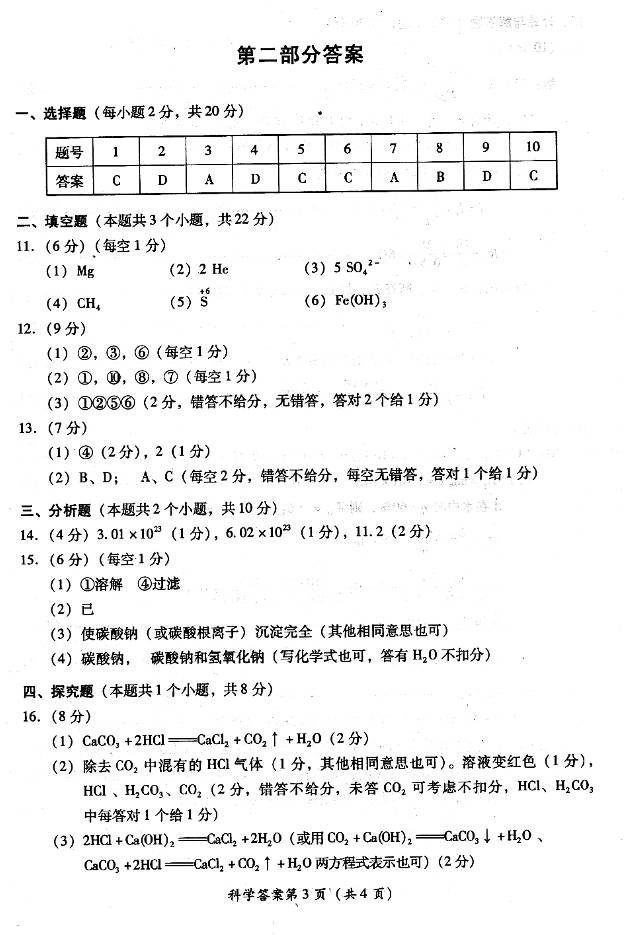 第二部分答案
一、选择题（每小题2分，共20分）
题号 1 2 3 4 5 6 7 8 9 10
答案 C D A D C C A B D C
二、填空题（本题共3个小题，共22分）
11．（6分）（每空1分）
（1）Mg （2）2 He （3）5 SO₄²⁻
+6
（4）CH₄ （5）S （6）Fe(OH)₃
12．（9分）
（1）②，③，⑥（每空1分）
（2）①，⑩，⑧，⑦（每空1分）
（3）①②⑤⑥（2分，错答不给分，无错答，答对2个给1分）
13．（7分）
（1）④（2分），2（1分）
（2）B、D； A、C（每空2分，错答不给分，每空无错答，答对1个给1分）
三、分析题（本题共2个小题，共10分）
14．（4分）3.01×10²³（1分），6.02×10²³（1分），11.2（2分）
15．（6分）（每空1分）
（1）①溶解 ④过滤
（2）已
（3）使碳酸钠（或碳酸根离子）沉淀完全（其他相同意思也可）
（4）碳酸钠， 碳酸钠和氢氧化钠（写化学式也可，答有H₂O不扣分）
四、探究题（本题共1个小题，共8分）
16．（8分）
（1）CaCO₃+2HCl══CaCl₂+CO₂↑+H₂O（2分）
（2）除去CO₂中混有的HCl气体（1分，其他相同意思也可）。溶液变红色（1分），
HCl、H₂CO₃、CO₂（2分，错答不给分，未答CO₂可考虑不扣分，HCl、H₂CO₃
中每答对1个给1分）
（3）2HCl+Ca(OH)₂══CaCl₂+2H₂O（或用CO₂+Ca(OH)₂══CaCO₃↓+H₂O、
CaCO₃+2HCl══CaCl₂+CO₂↑+H₂O两方程式表示也可）（2分）
科学答案第3页（共4页）